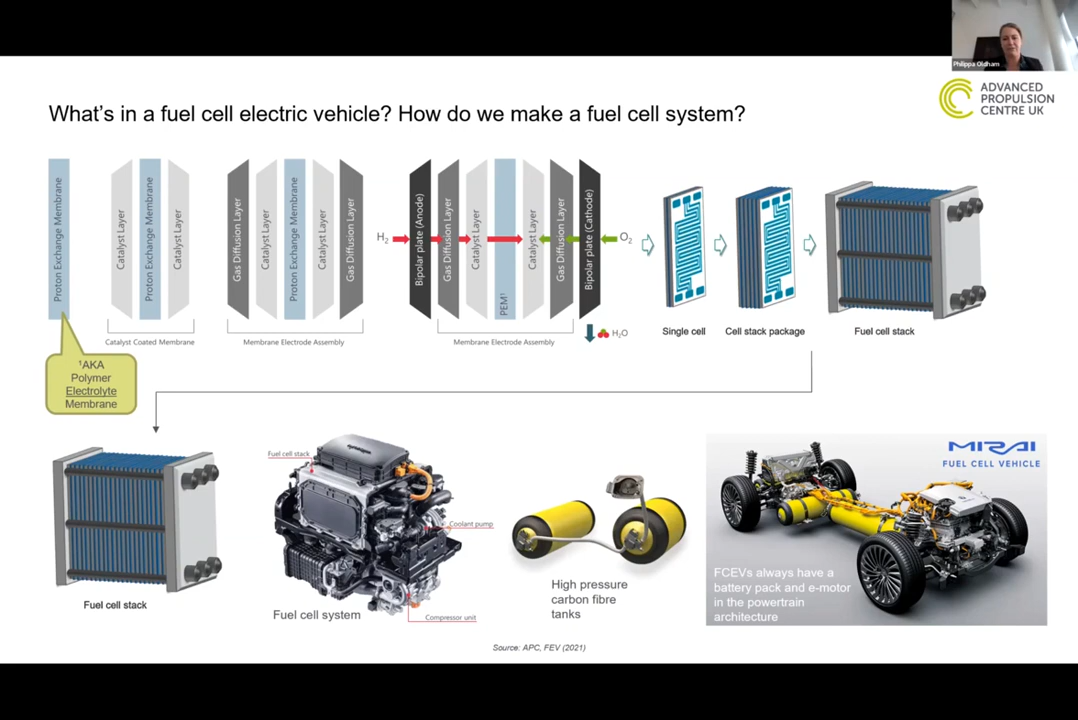 Philippa Oldham
ADVANCED
PROPULSION
CENTRE UK
What's in a fuel cell electric vehicle? How do we make a fuel cell system?
Proton Exchange Membrane
Catalyst Layer
Proton Exchange Membrane
Catalyst Layer
Catalyst Coated Membrane
Gas Diffusion Layer
Catalyst Layer
Proton Exchange Membrane
Catalyst Layer
Gas Diffusion Layer
Membrane Electrode Assembly
H₂
Bipolar plate (Anode)
Gas Diffusion Layer
Catalyst Layer
PEM¹
Catalyst Layer
Gas Diffusion Layer
Bipolar plate (Cathode)
O₂
Membrane Electrode Assembly
H₂O
Single cell
Cell stack package
Fuel cell stack
¹AKA
Polymer
Electrolyte
Membrane
Fuel cell stack
Fuel cell stack
Coolant pump
Compressor unit
Fuel cell system
High pressure
carbon fibre
tanks
MIRAI
FUEL CELL VEHICLE
FCEVs always have a
battery pack and e-motor
in the powertrain
architecture
Source: APC, FEV (2021)